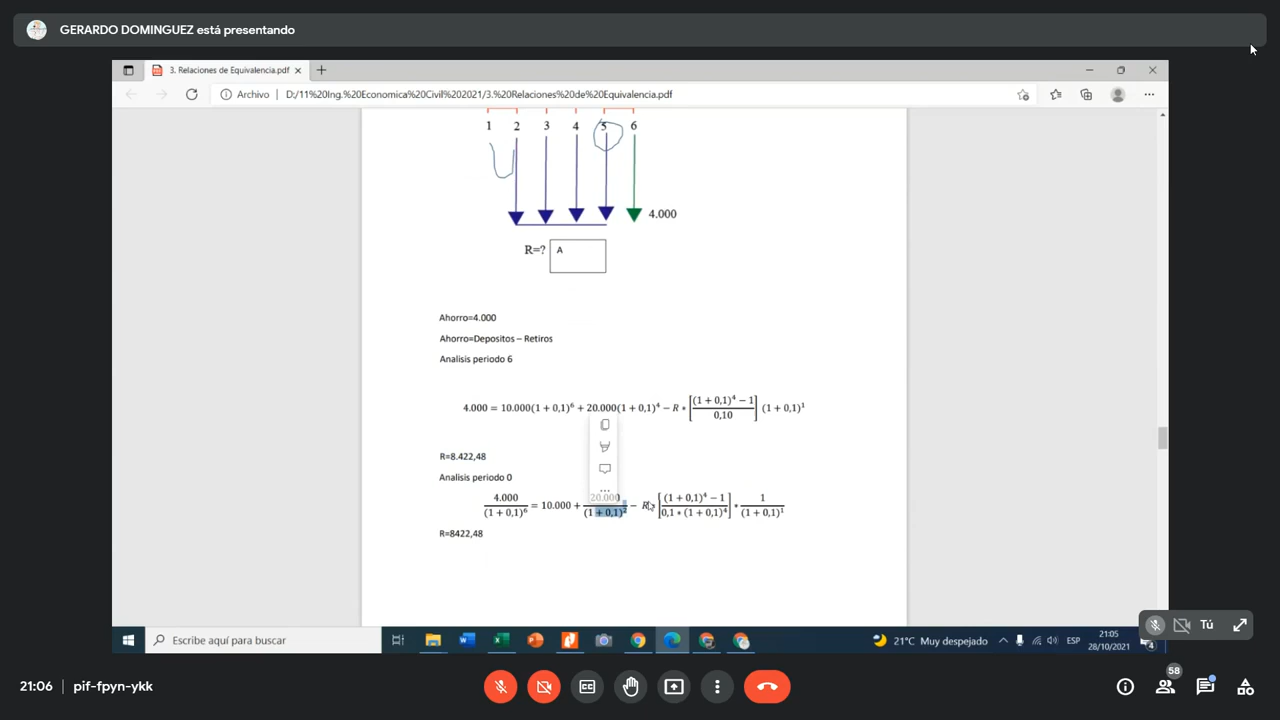 GERARDO DOMINGUEZ está presentando
3. Relaciones de Equivalencia.pdf
Archivo D:/11%20Ing.%20Economica%20Civil%202021/3.%20Relaciones%20de%20Equivalencia.pdf
1 2 3 4 5 6
4.000
R=? A
Ahorro=4.000
Ahorro=Depositos – Retiros
Analisis periodo 6
4.000 = 10.000(1 + 0,1)⁶ + 20.000(1 + 0,1)⁴ − R ∗ [((1 + 0,1)⁴ − 1)/(0,10)] (1 + 0,1)¹
R=8.422,48
Analisis periodo 0
4.000/(1 + 0,1)⁶ = 10.000 + 20.000/(1 + 0,1)² − R ∗ [((1 + 0,1)⁴ − 1)/(0,1 ∗ (1 + 0,1)⁴)] ∗ 1/(1 + 0,1)¹
R=8422,48
Tú
Escribe aquí para buscar
21°C Muy despejado ESP 21:05
28/10/2021 4
21:06 | pif-fpyn-ykk
58